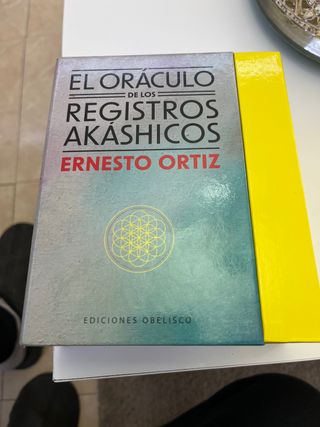 EL ORÁCULO
DE LOS
REGISTROS
AKÁSHICOS
ERNESTO ORTIZ
EDICIONES OBELISCO